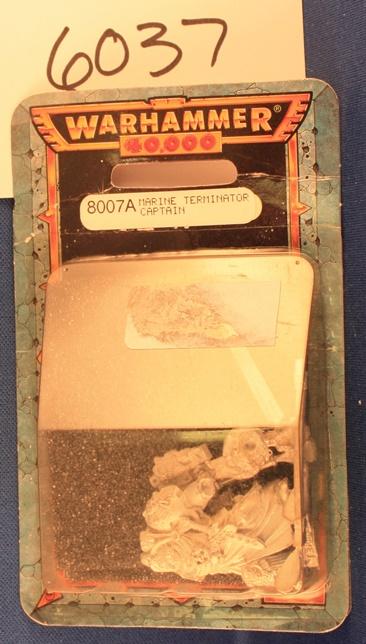 6037
WARHAMMER®
40,000
8007A MARINE TERMINATOR
CAPTAIN